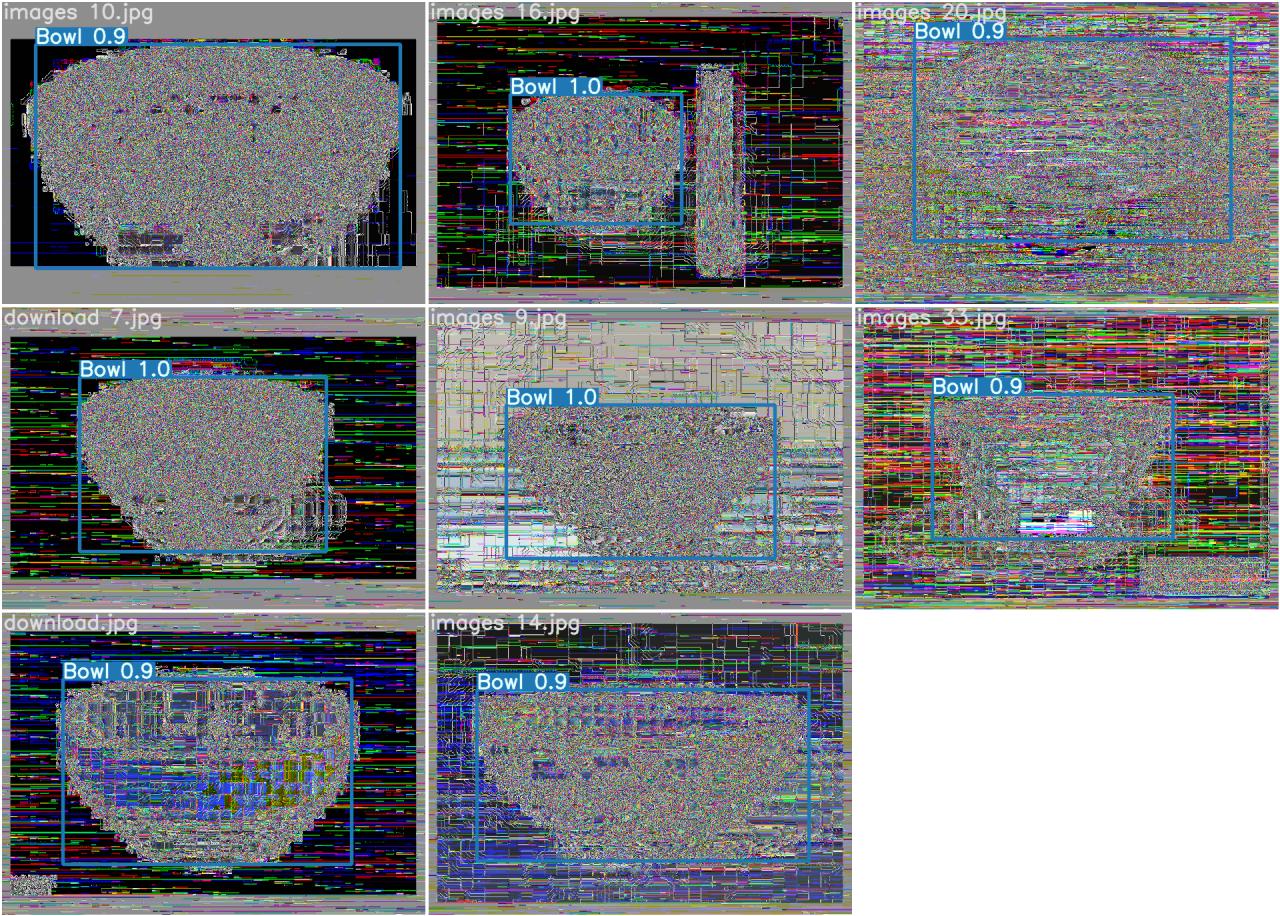 images 10.jpg
Bowl 0.9
images 16.jpg
Bowl 1.0
images 20.jpg
Bowl 0.9
download 7.jpg
Bowl 1.0
images 9.jpg
Bowl 1.0
images 33.jpg
Bowl 0.9
download.jpg
Bowl 0.9
images 14.jpg
Bowl 0.9